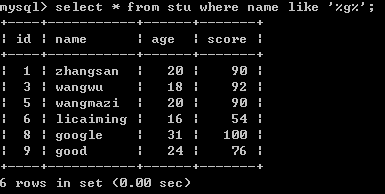 mysql> select * from stu where name like '%g%';
+----+-----------+------+-------+
| id | name      | age  | score |
+----+-----------+------+-------+
|  1 | zhangsan  |   20 |    90 |
|  3 | wangwu    |   18 |    92 |
|  5 | wangmazi  |   20 |    90 |
|  6 | licaiming |   16 |    54 |
|  8 | google    |   31 |   100 |
|  9 | good      |   24 |    76 |
+----+-----------+------+-------+
6 rows in set (0.00 sec)